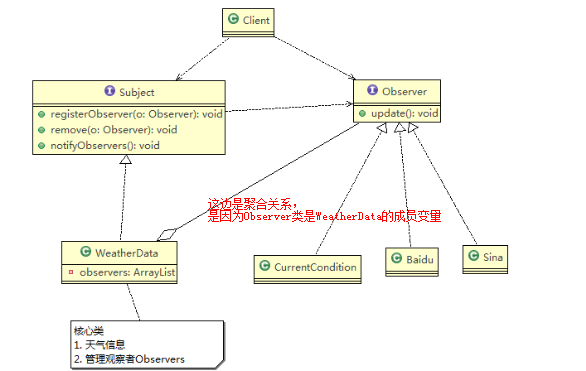 C Client
I Subject
registerObserver(o: Observer): void
remove(o: Observer): void
notifyObservers(): void
I Observer
update(): void
这边是聚合关系，
是因为Observer类是WeatherData的成员变量
C WeatherData
observers: ArrayList
C CurrentCondition
C Baidu
C Sina
核心类
1. 天气信息
2. 管理观察者Observers